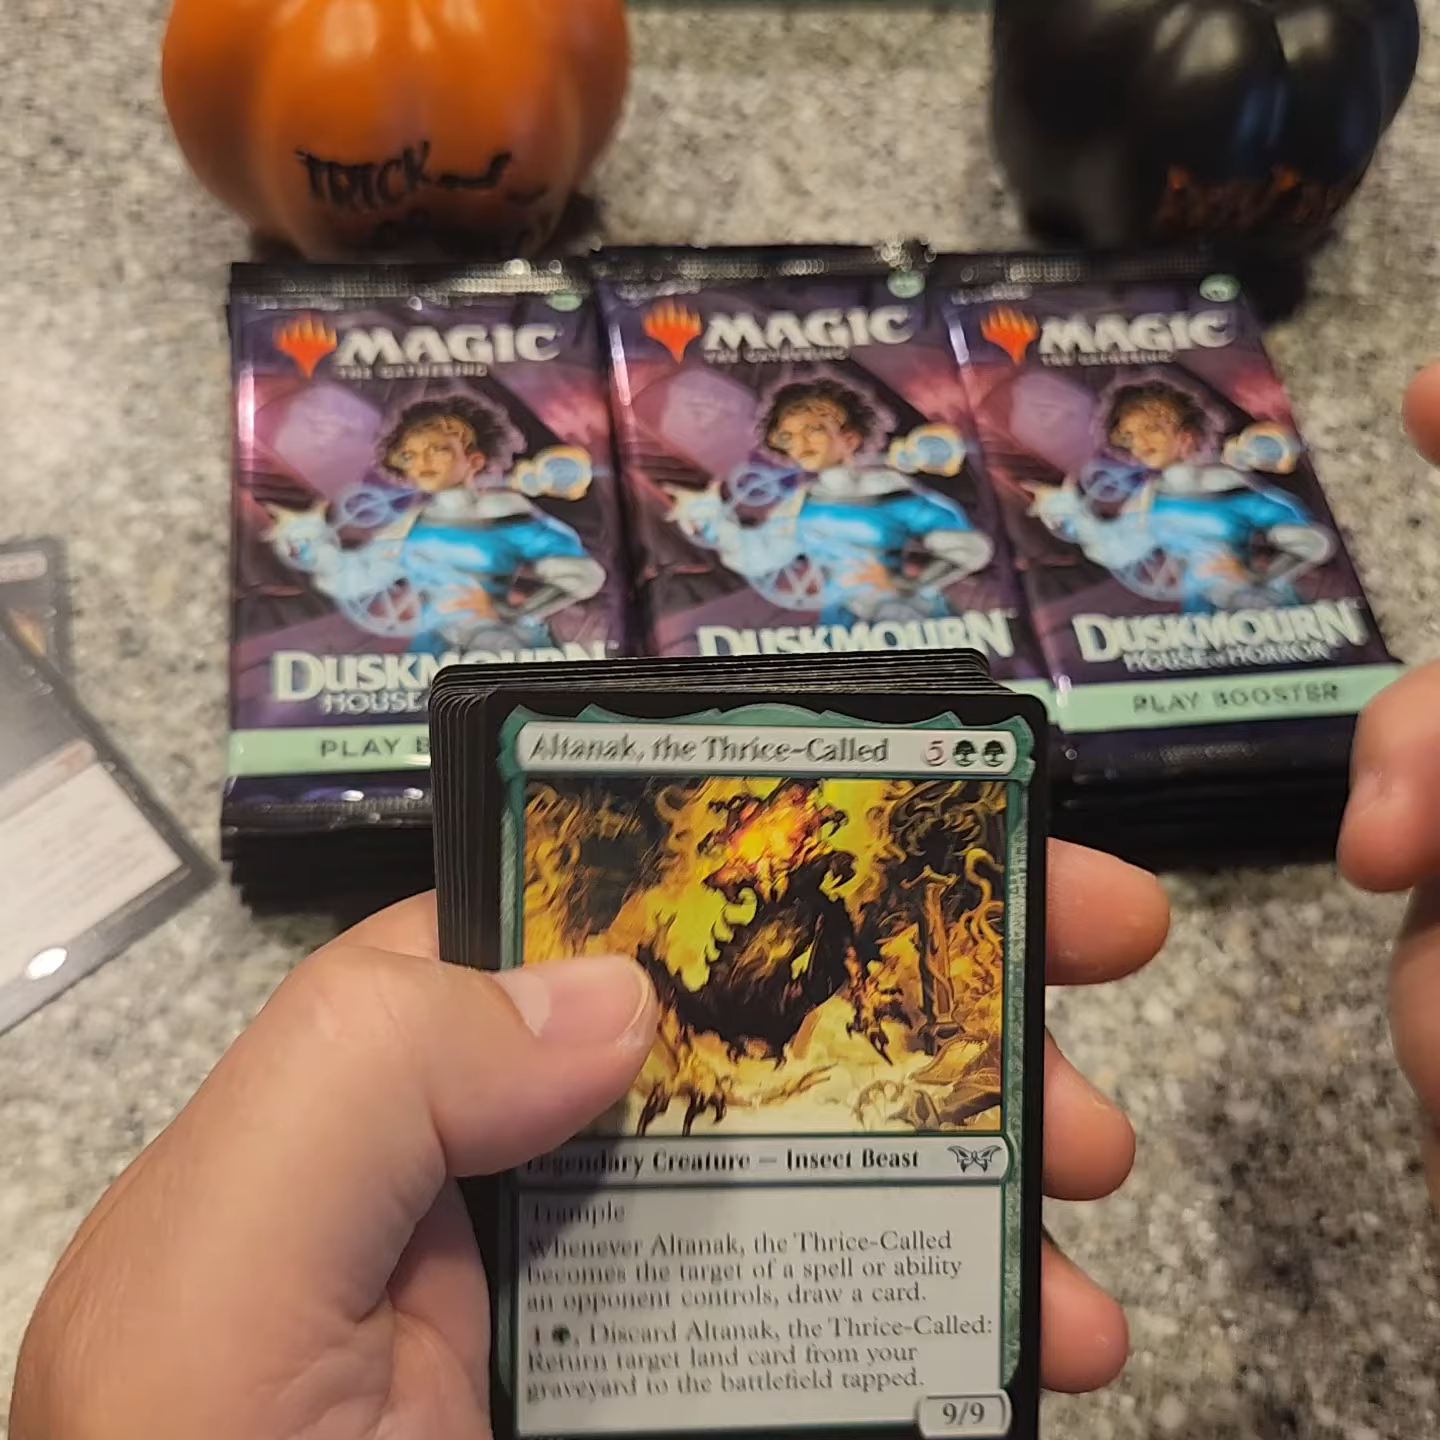 TRICK
MAGIC
THE GATHERING
MAGIC
THE GATHERING
MAGIC
THE GATHERING
DUSKMOURN
HOUSE
PLAY B
DUSKMOURN
DUSKMOURN
HOUSE OF HORROR
PLAY BOOSTER
Altanak, the Thrice-Called 5
Legendary Creature — Insect Beast
Trample
Whenever Altanak, the Thrice-Called
becomes the target of a spell or ability
an opponent controls, draw a card.
1 , Discard Altanak, the Thrice-Called:
Return target land card from your
graveyard to the battlefield tapped.
9/9